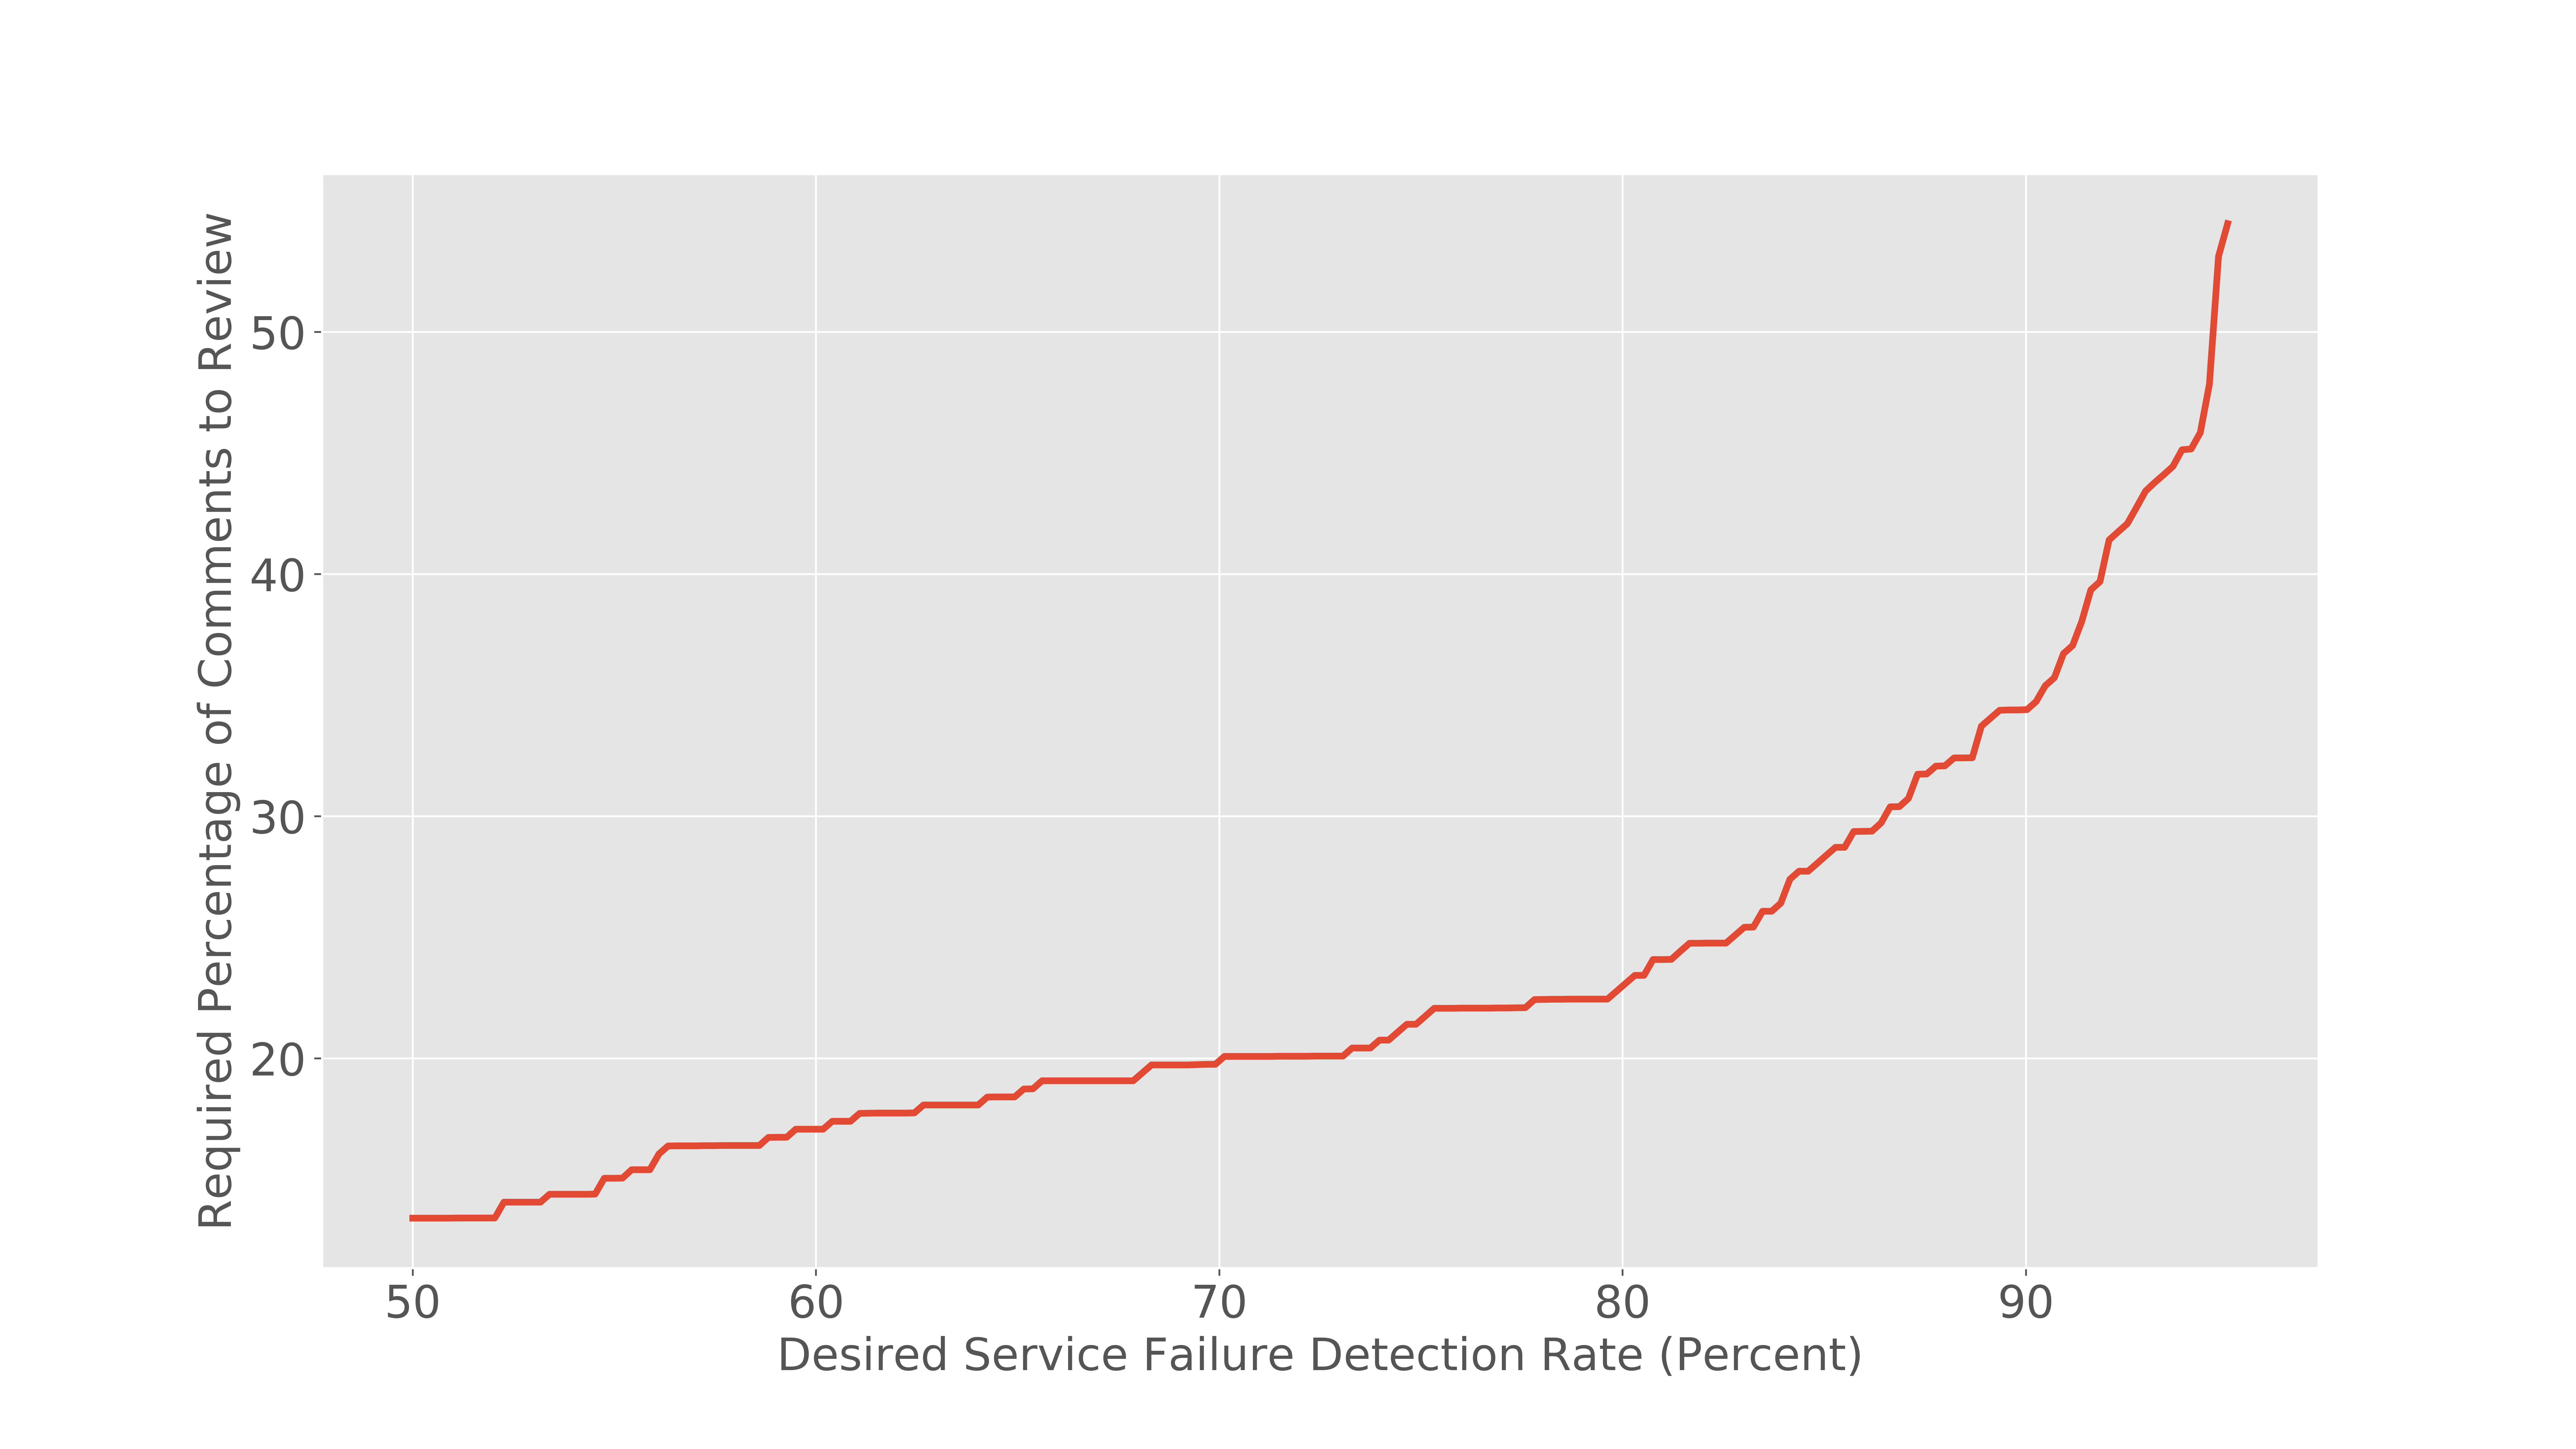 Required Percentage of Comments to Review
50
40
30
20
50 60 70 80 90
Desired Service Failure Detection Rate (Percent)